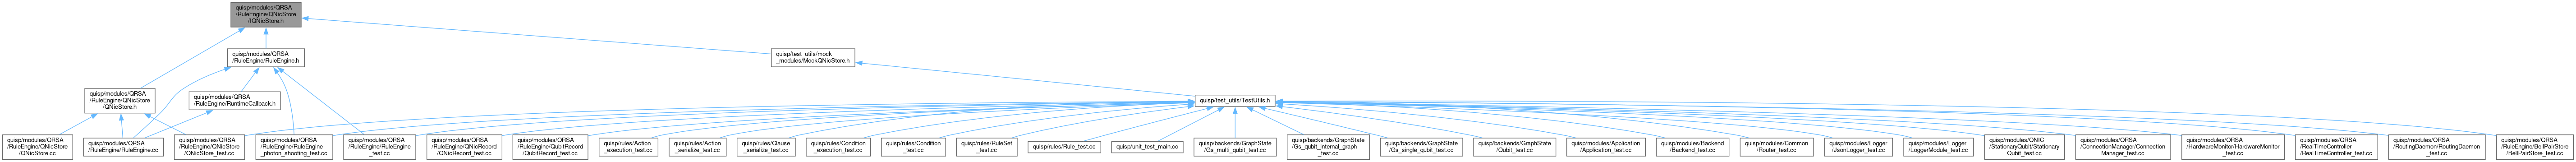 quisp/modules/QRSA
/RuleEngine/QNicStore
/IQNicStore.h
quisp/modules/QRSA
/RuleEngine/RuleEngine.h
quisp/test_utils/mock
_modules/MockQNicStore.h
quisp/modules/QRSA
/RuleEngine/QNicStore
/QNicStore.h
quisp/modules/QRSA
/RuleEngine/RuntimeCallback.h
quisp/test_utils/TestUtils.h
quisp/modules/QRSA
/RuleEngine/QNicStore
/QNicStore.cc
quisp/modules/QRSA
/RuleEngine/RuleEngine.cc
quisp/modules/QRSA
/RuleEngine/QNicStore
/QNicStore_test.cc
quisp/modules/QRSA
/RuleEngine/RuleEngine
_photon_shooting_test.cc
quisp/modules/QRSA
/RuleEngine/RuleEngine
_test.cc
quisp/modules/QRSA
/RuleEngine/QNicRecord
/QNicRecord_test.cc
quisp/modules/QRSA
/RuleEngine/QubitRecord
/QubitRecord_test.cc
quisp/rules/Action
_execution_test.cc
quisp/rules/Action
_serialize_test.cc
quisp/rules/Clause
_serialize_test.cc
quisp/rules/Condition
_execution_test.cc
quisp/rules/Condition
_test.cc
quisp/rules/RuleSet
_test.cc
quisp/rules/Rule_test.cc
quisp/unit_test_main.cc
quisp/backends/GraphState
/Gs_multi_qubit_test.cc
quisp/backends/GraphState
/Gs_qubit_internal_graph
_test.cc
quisp/backends/GraphState
/Gs_single_qubit_test.cc
quisp/backends/GraphState
/Qubit_test.cc
quisp/modules/Application
/Application_test.cc
quisp/modules/Backend
/Backend_test.cc
quisp/modules/Common
/Router_test.cc
quisp/modules/Logger
/JsonLogger_test.cc
quisp/modules/Logger
/LoggerModule_test.cc
quisp/modules/QNIC
/StationaryQubit/Stationary
Qubit_test.cc
quisp/modules/QRSA
/ConnectionManager/Connection
Manager_test.cc
quisp/modules/QRSA
/HardwareMonitor/HardwareMonitor
_test.cc
quisp/modules/QRSA
/RealTimeController
/RealTimeController_test.cc
quisp/modules/QRSA
/RoutingDaemon/RoutingDaemon
_test.cc
quisp/modules/QRSA
/RuleEngine/BellPairStore
/BellPairStore_test.cc